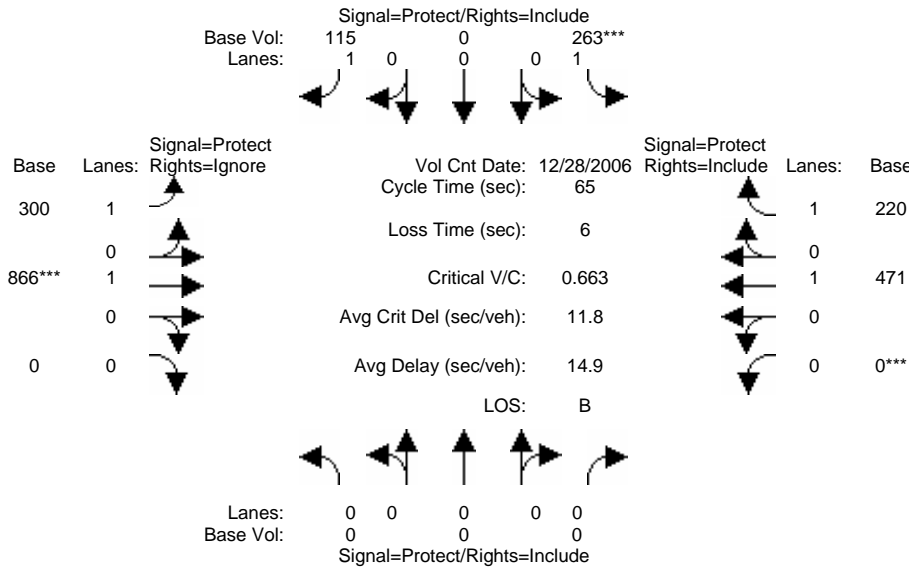 Signal=Protect/Rights=Include
Base Vol: 115 0 263***
Lanes: 1 0 0 0 1
Signal=Protect Signal=Protect
Base Lanes: Rights=Ignore Vol Cnt Date: 12/28/2006 Rights=Include Lanes: Base
Cycle Time (sec): 65
300 1 1 220
Loss Time (sec): 6
0 0
866*** 1 Critical V/C: 0.663 1 471
0 Avg Crit Del (sec/veh): 11.8 0
0 0 Avg Delay (sec/veh): 14.9 0 0***
LOS: B
Lanes: 0 0 0 0 0
Base Vol: 0 0 0
Signal=Protect/Rights=Include